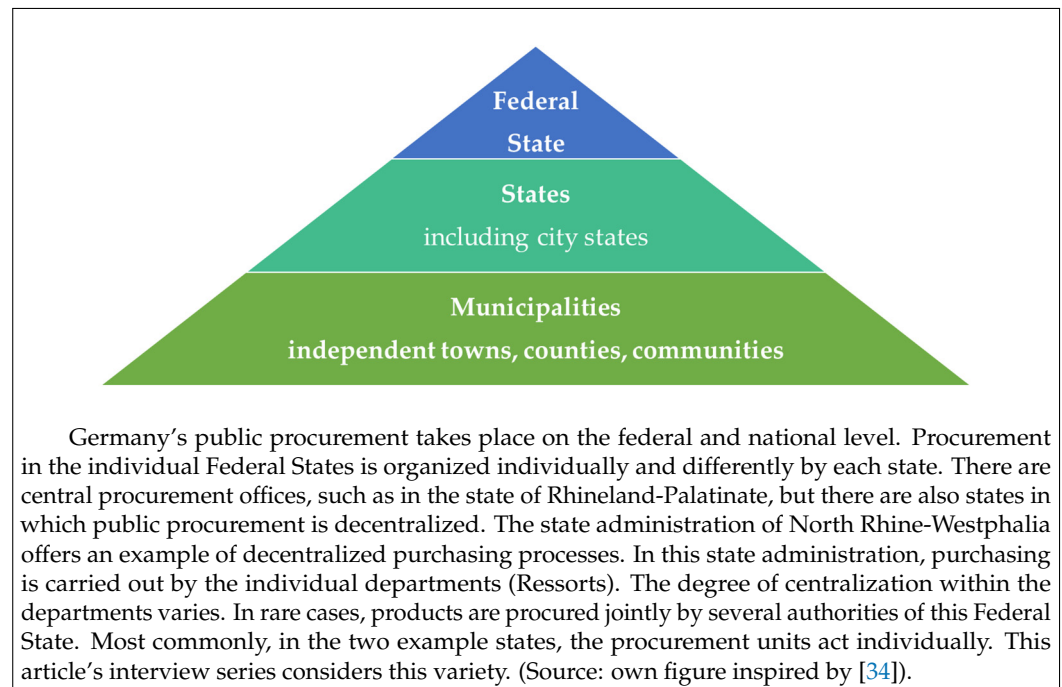 Federal
State
States
including city states
Municipalities
independent towns, counties, communities
Germany's public procurement takes place on the federal and national level. Procurement
in the individual Federal States is organized individually and differently by each state. There are
central procurement offices, such as in the state of Rhineland-Palatinate, but there are also states in
which public procurement is decentralized. The state administration of North Rhine-Westphalia
offers an example of decentralized purchasing processes. In this state administration, purchasing
is carried out by the individual departments (Ressorts). The degree of centralization within the
departments varies. In rare cases, products are procured jointly by several authorities of this Federal
State. Most commonly, in the two example states, the procurement units act individually. This
article's interview series considers this variety. (Source: own figure inspired by [34]).